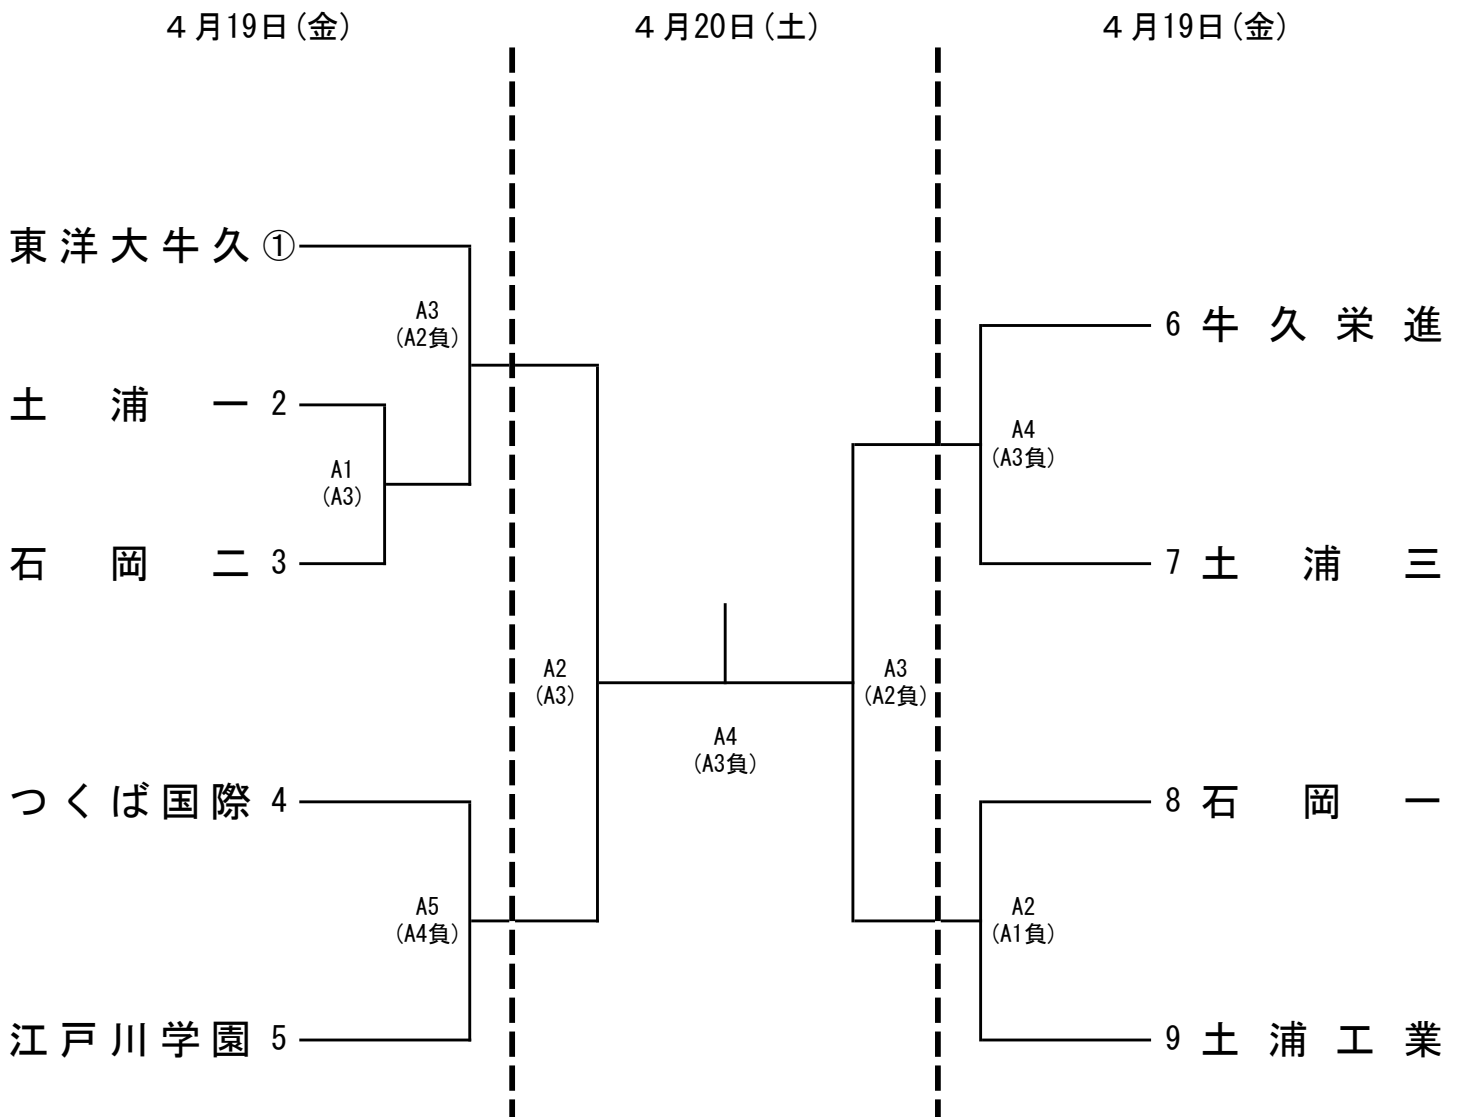 ４月19日(金)
４月20日(土)
４月19日(金)
東洋大牛久①
A3
(A2負)
土浦一 2
A1
(A3)
石岡二 3
つくば国際 4
A5
(A4負)
江戸川学園 5
A2
(A3)
A4
(A3負)
A3
(A2負)
6 牛久栄進
A4
(A3負)
7 土浦三
8 石岡一
A2
(A1負)
9 土浦工業